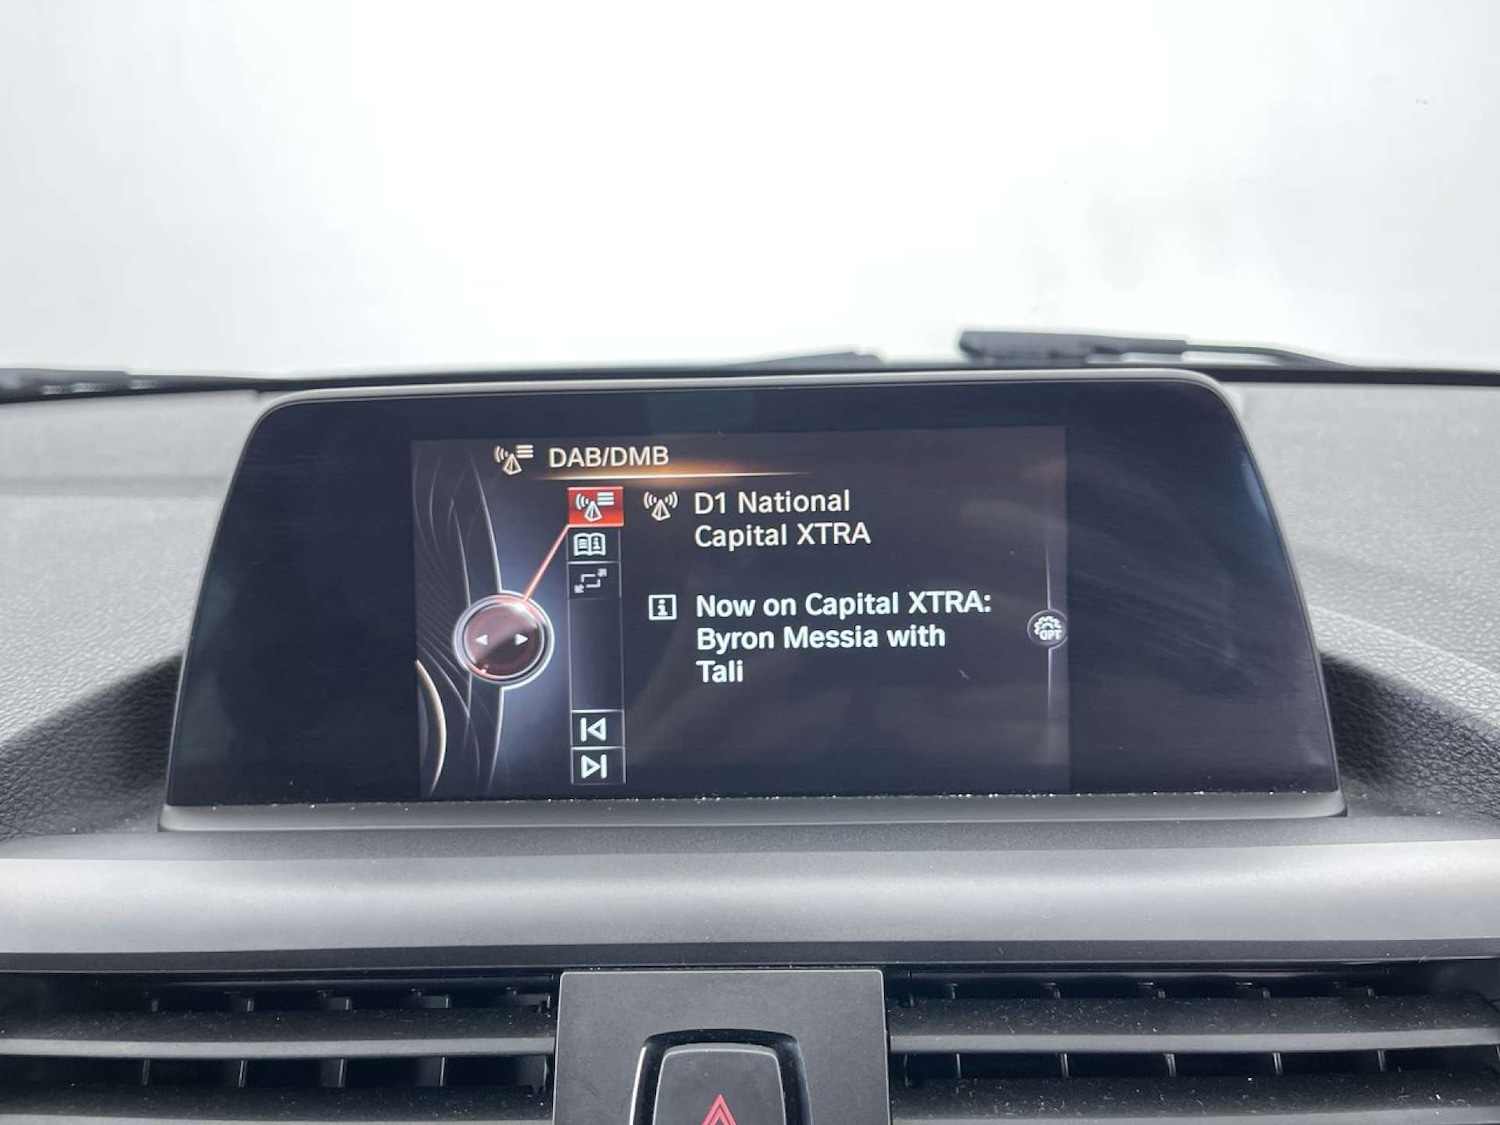 DAB/DMB
D1 National
Capital XTRA
Now on Capital XTRA:
Byron Messia with
Tali
OPT